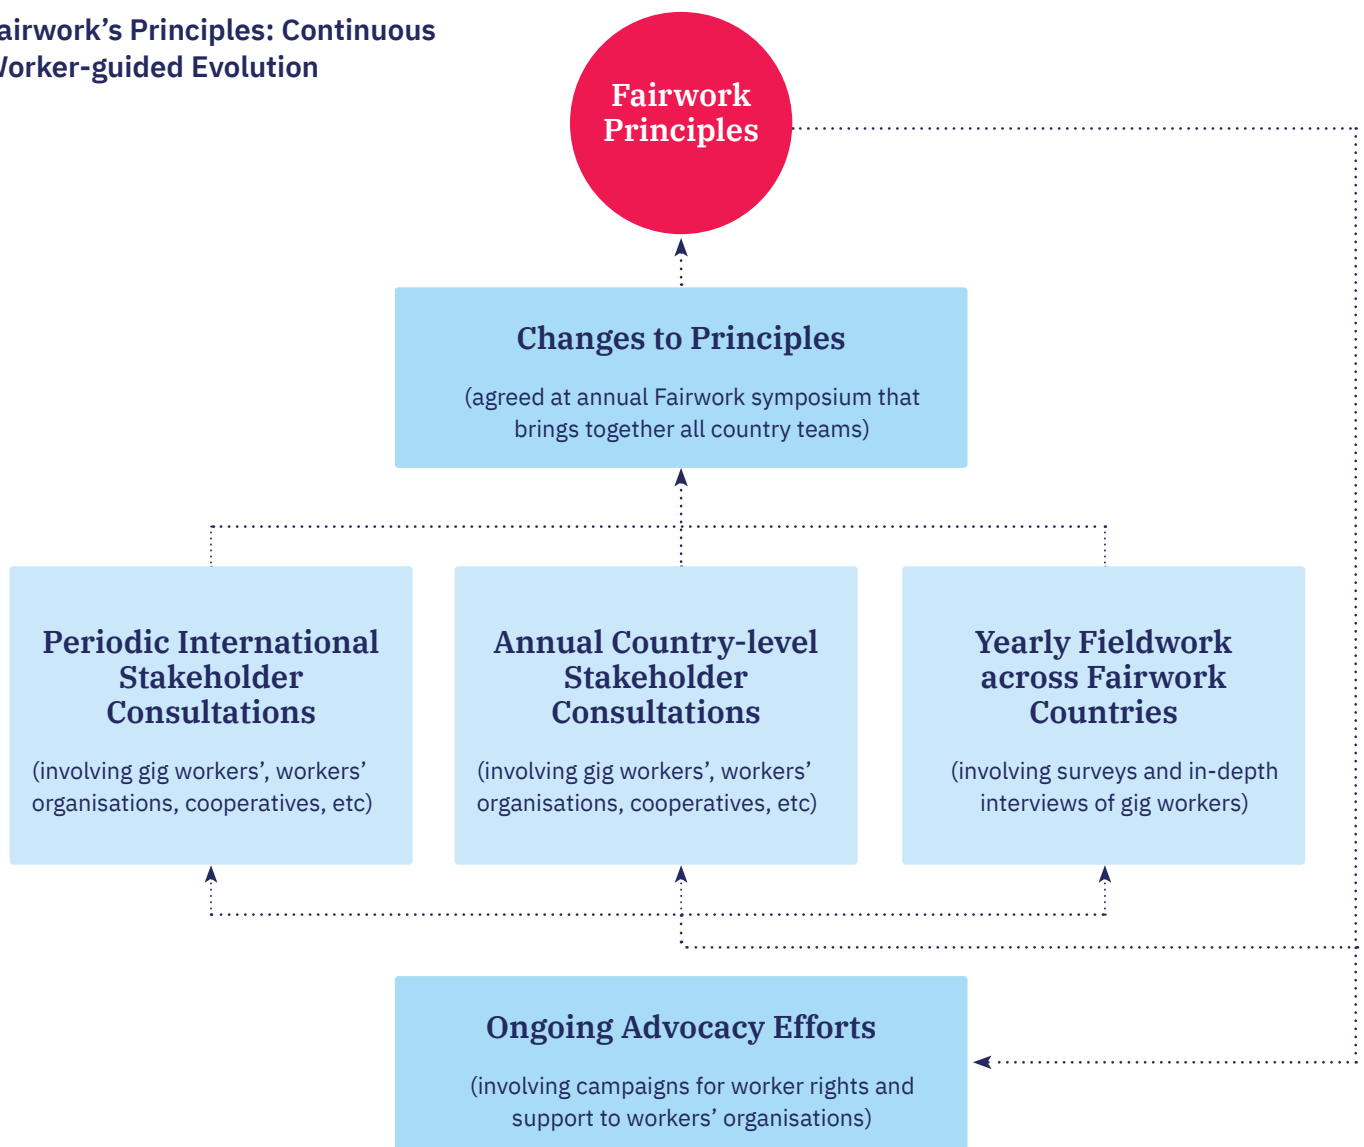 airwork’s Principles: Continuous
Worker-guided Evolution
Fairwork
Principles
Changes to Principles
(agreed at annual Fairwork symposium that
brings together all country teams)
Periodic International
Stakeholder
Consultations
(involving gig workers’, workers’
organisations, cooperatives, etc)
Annual Country-level
Stakeholder
Consultations
(involving gig workers’, workers’
organisations, cooperatives, etc)
Yearly Fieldwork
across Fairwork
Countries
(involving surveys and in-depth
interviews of gig workers)
Ongoing Advocacy Efforts
(involving campaigns for worker rights and
support to workers’ organisations)